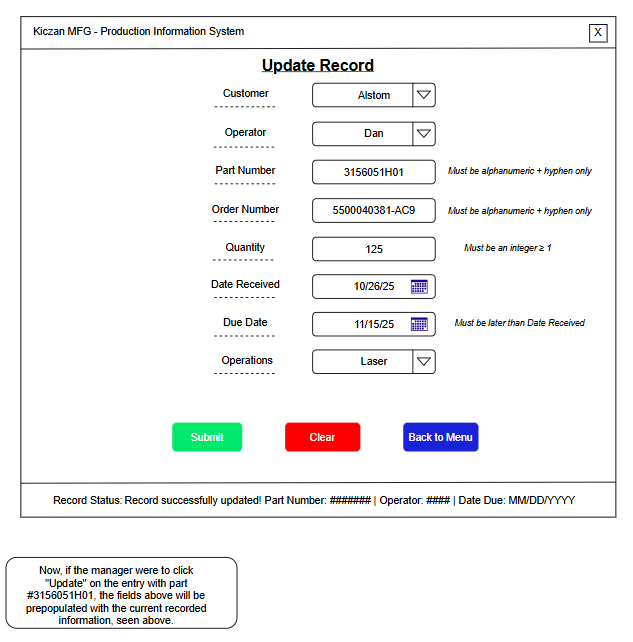 Kiczan MFG - Production Information System
X
Update Record
Customer
Alstom
Operator
Dan
Part Number
3156051H01
Must be alphanumeric + hyphen only
Order Number
5500040381-AC9
Must be alphanumeric + hyphen only
Quantity
125
Must be an integer ≥ 1
Date Received
10/26/25
Due Date
11/15/25
Must be later than Date Received
Operations
Laser
Submit
Clear
Back to Menu
Record Status: Record successfully updated! Part Number: ####### | Operator: #### | Date Due: MM/DD/YYYY
Now, if the manager were to click
"Update" on the entry with part
#3156051H01, the fields above will be
prepopulated with the current recorded
information, seen above.